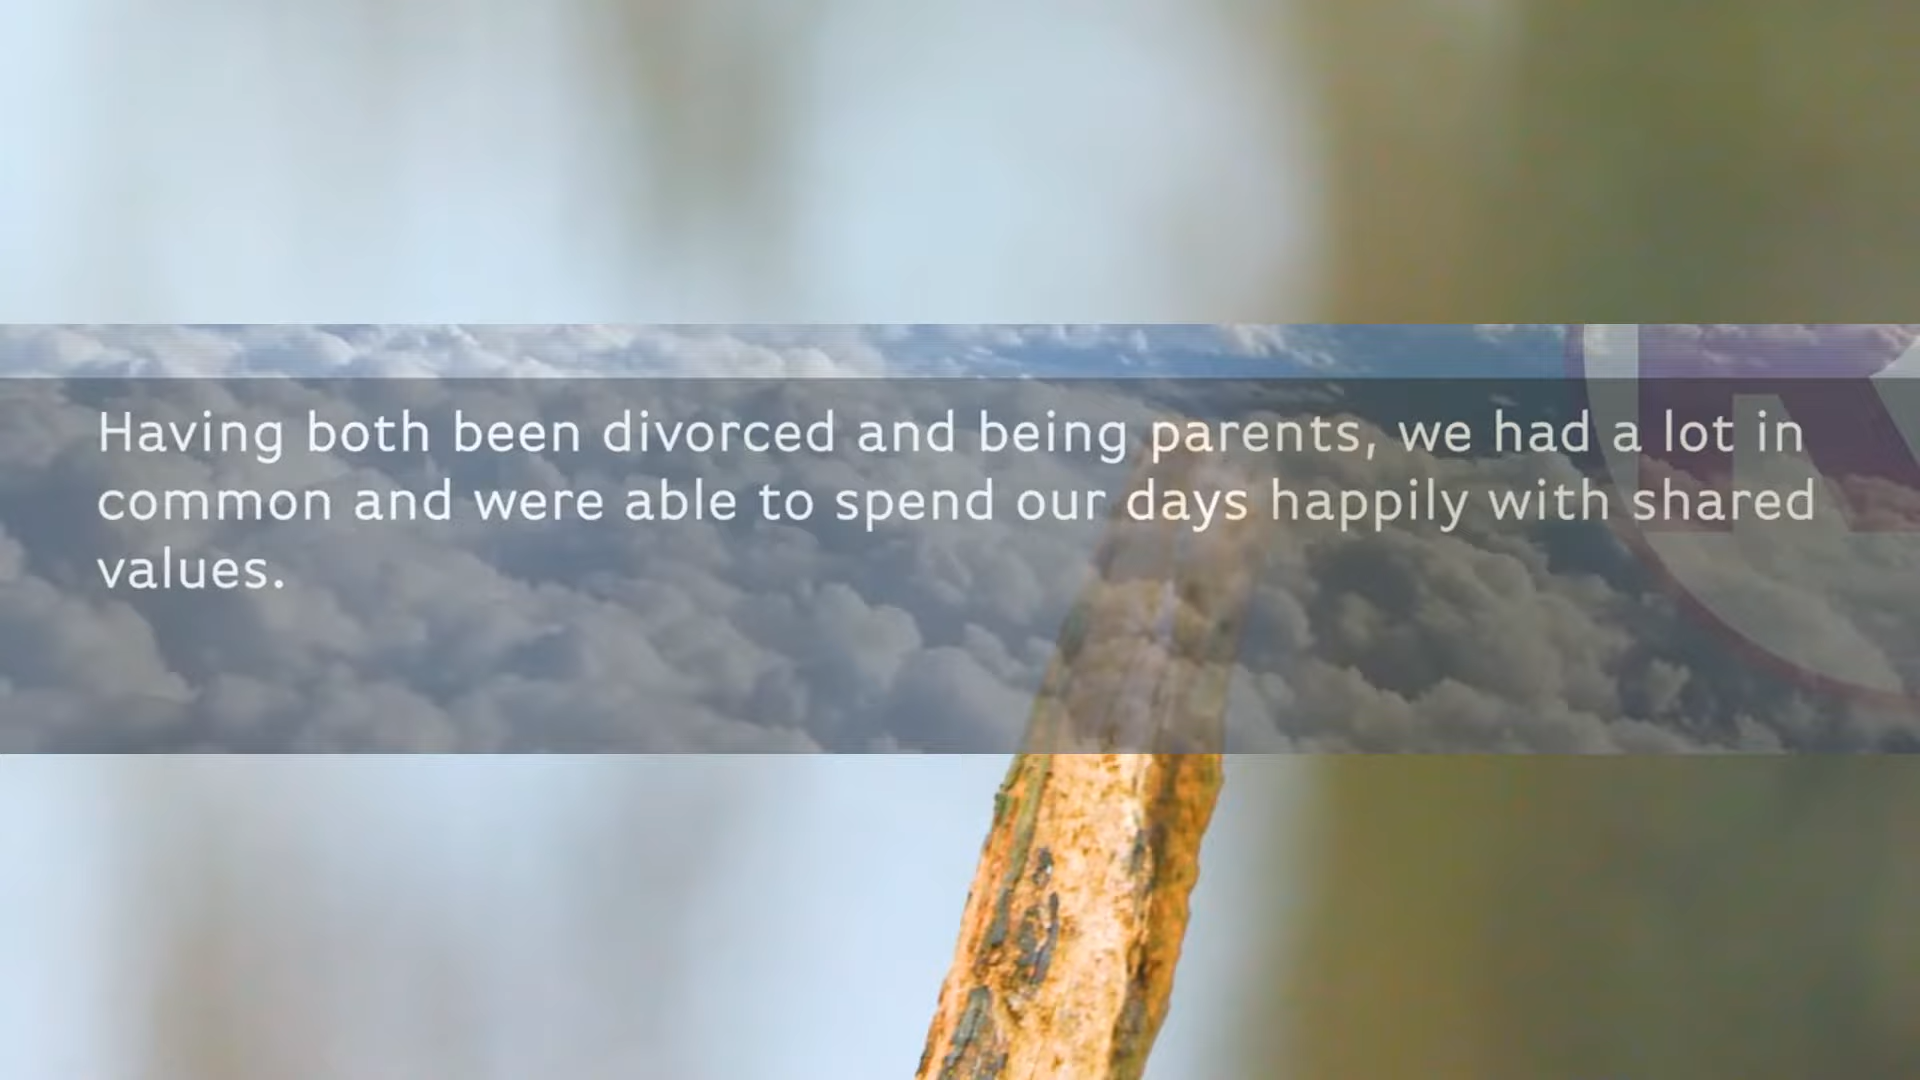 Having both been divorced and being parents, we had a lot in
common and were able to spend our days happily with shared
values.